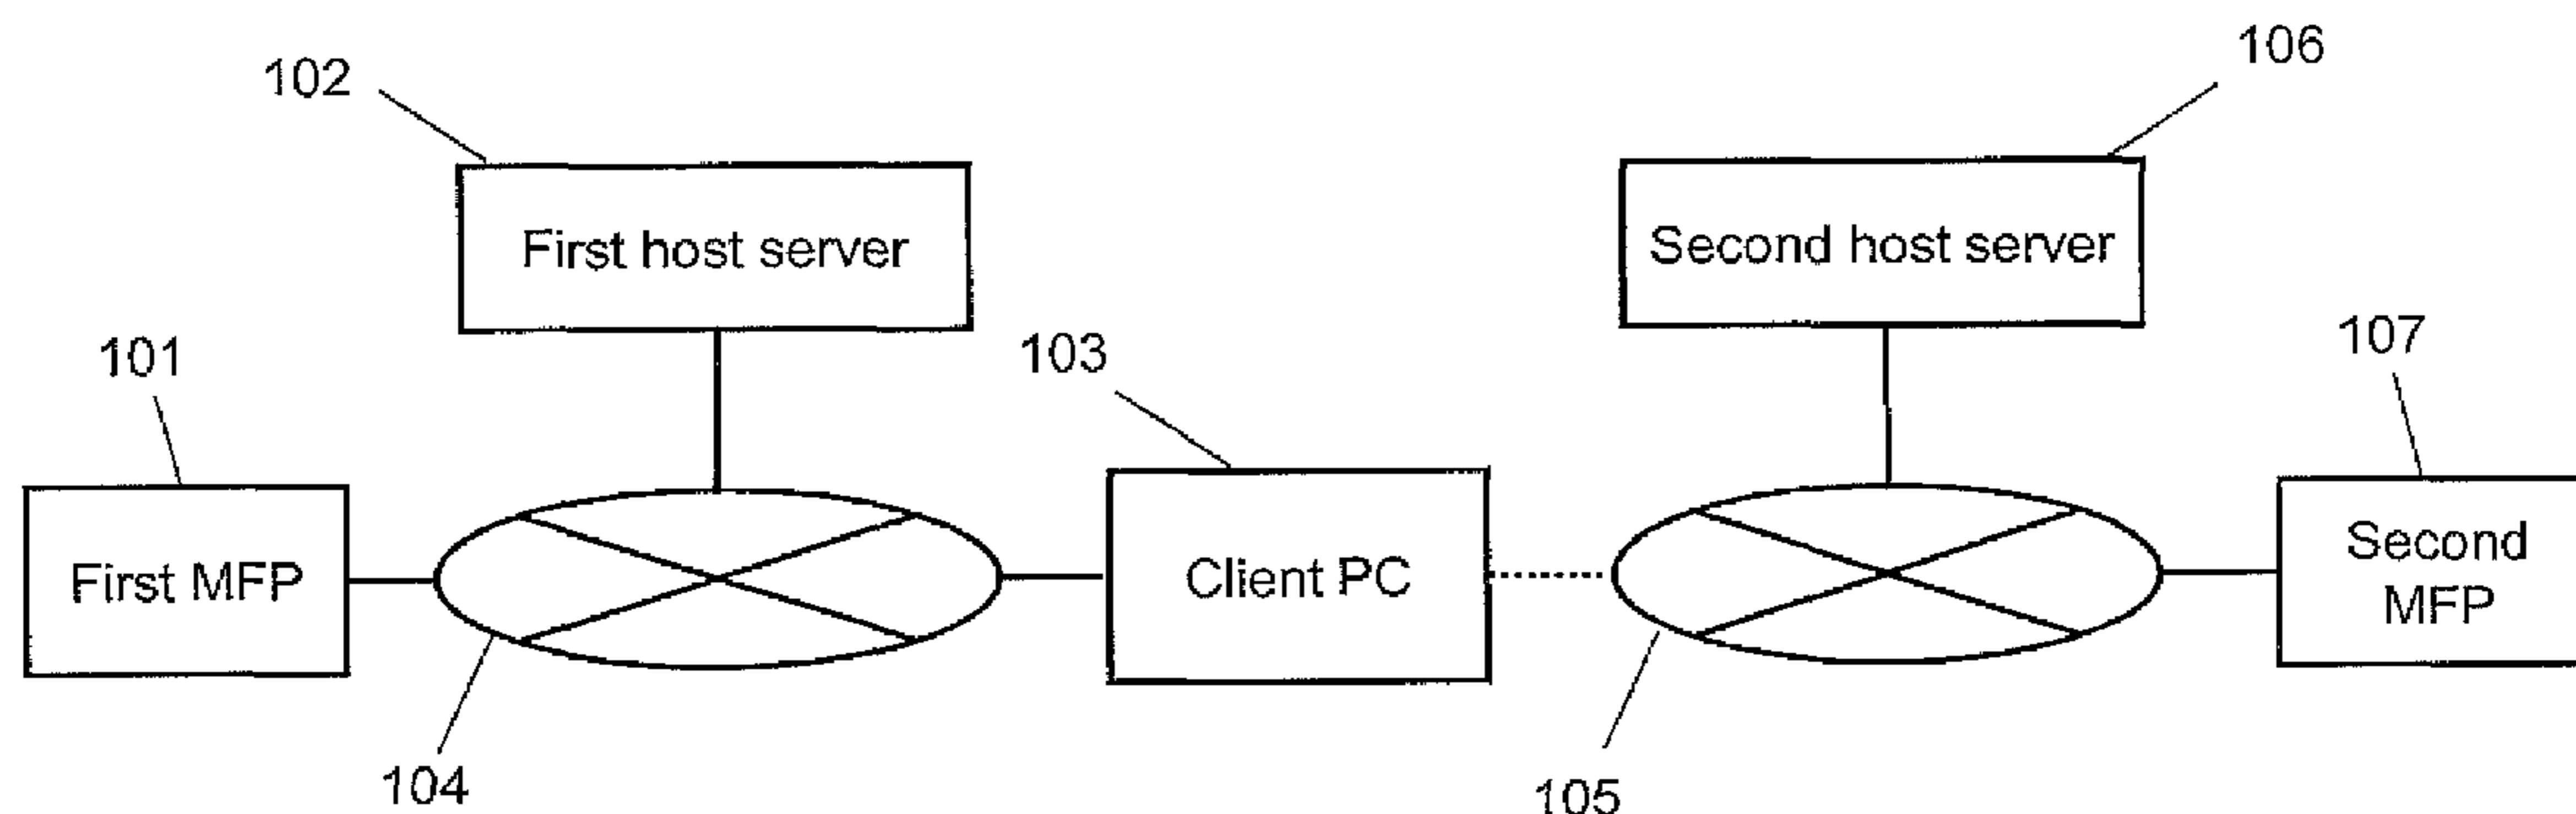 106
102
First host server
Second host server
101
103
107
First MFP
Client PC
Second
MFP
104
105